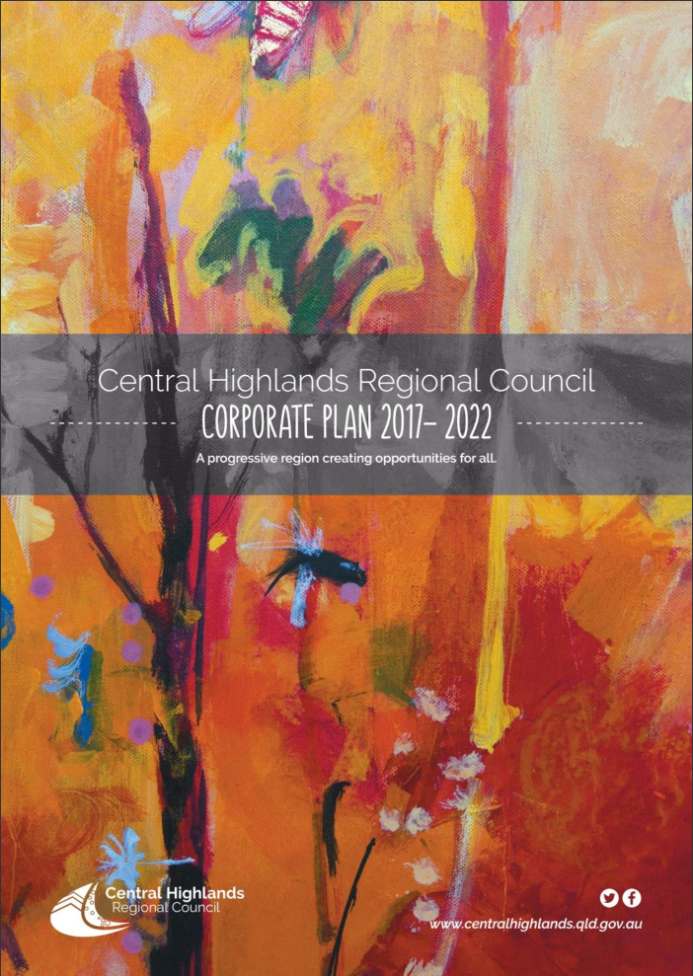 Central Highlands Regional Council
CORPORATE PLAN 2017– 2022
A progressive region creating opportunities for all.
Central Highlands
Regional Council
www.centralhighlands.qld.gov.au